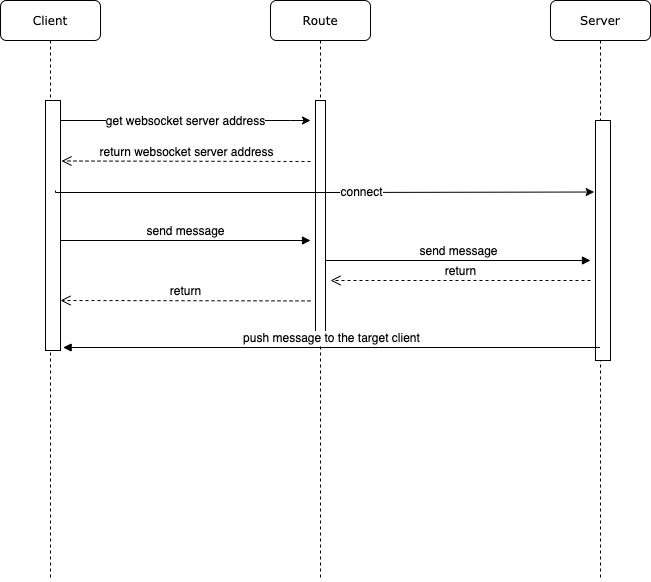 Client
Route
Server
get websocket server address
return websocket server address
connect
send message
send message
return
return
push message to the target client